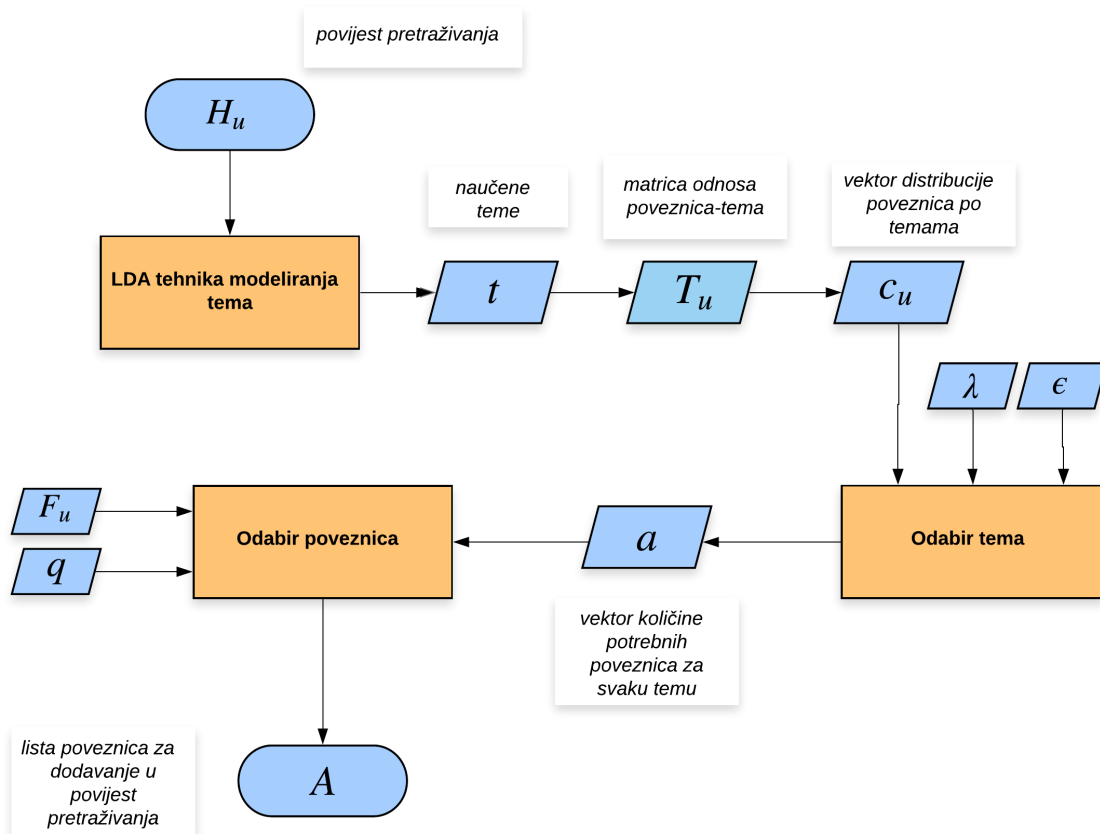 povijest pretraživanja
H_u
naučene
teme
matrica odnosa
poveznica-tema
vektor distribucije
poveznica po
temama
LDA tehnika modeliranja
tema
t
T_u
c_u
λ
ϵ
F_u
q
Odabir poveznica
a
Odabir tema
vektor količine
potrebnih
poveznica za
svaku temu
lista poveznica za
dodavanje u
povijest
pretraživanja
A